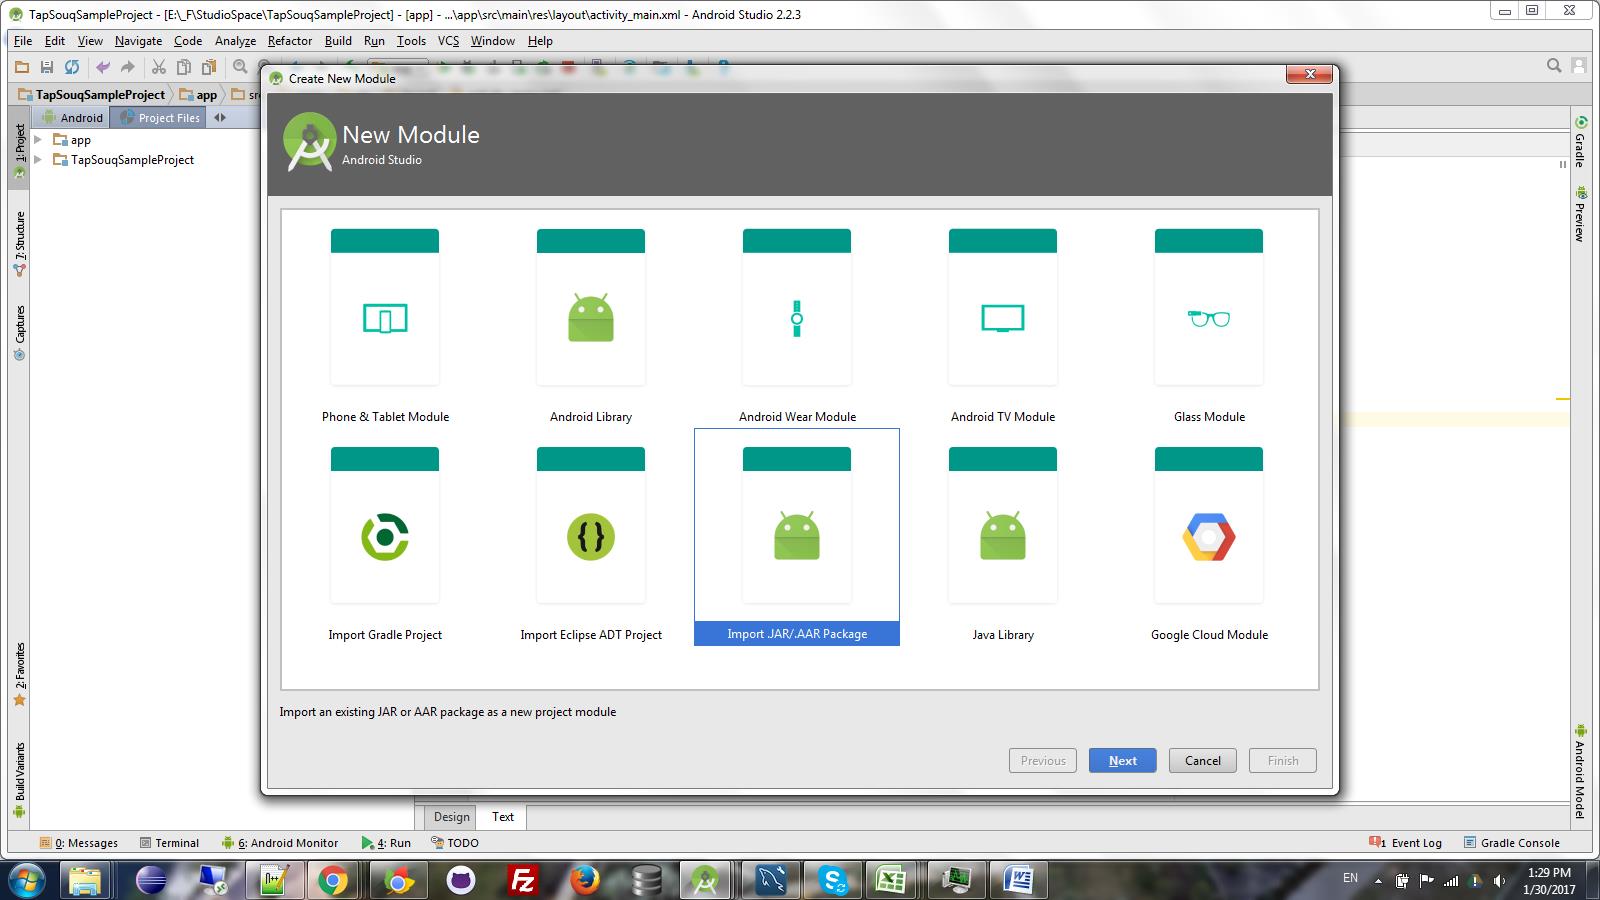 TapSouqSampleProject - [E:\_F\StudioSpace\TapSouqSampleProject] - [app] - ...\app\src\main\res\layout\activity_main.xml - Android Studio 2.2.3
File Edit View Navigate Code Analyze Refactor Build Run Tools VCS Window Help
Create New Module
TapSouqSampleProject app
Android Project Files
app
TapSouqSampleProject
1: Project
7: Structure
Captures
2: Favorites
Build Variants
New Module
Android Studio
Phone & Tablet Module Android Library Android Wear Module Android TV Module Glass Module
Import Gradle Project Import Eclipse ADT Project Import .JAR/.AAR Package Java Library Google Cloud Module
Import an existing JAR or AAR package as a new project module
Previous Next Cancel Finish
Gradle
Preview
Android Model
Design Text
0: Messages Terminal 6: Android Monitor 4: Run TODO 1 Event Log Gradle Console
EN
1:29 PM
1/30/2017